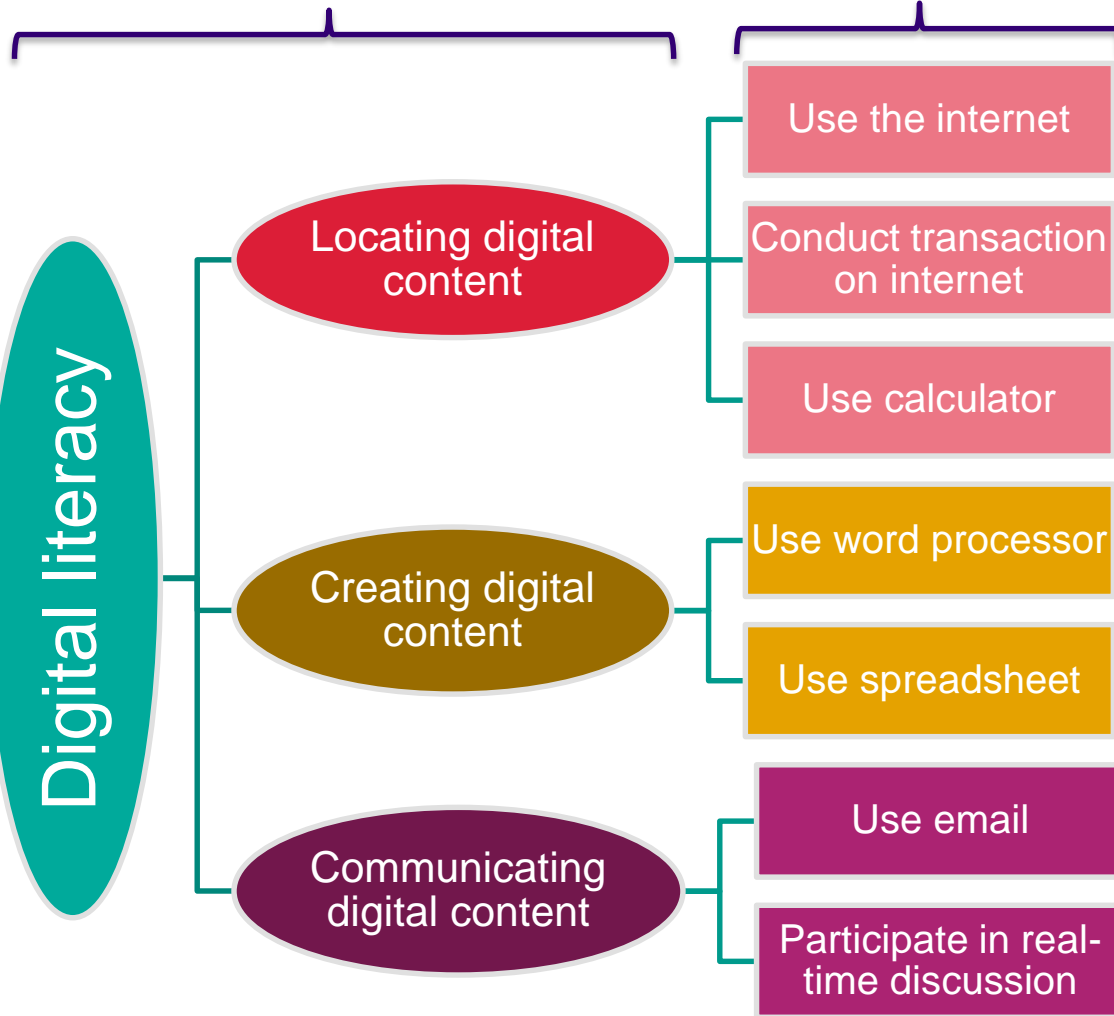 Digital literacy
Locating digital
content
Use the internet
Conduct transaction
on internet
Use calculator
Creating digital
content
Use word processor
Use spreadsheet
Communicating
digital content
Use email
Participate in real-
time discussion